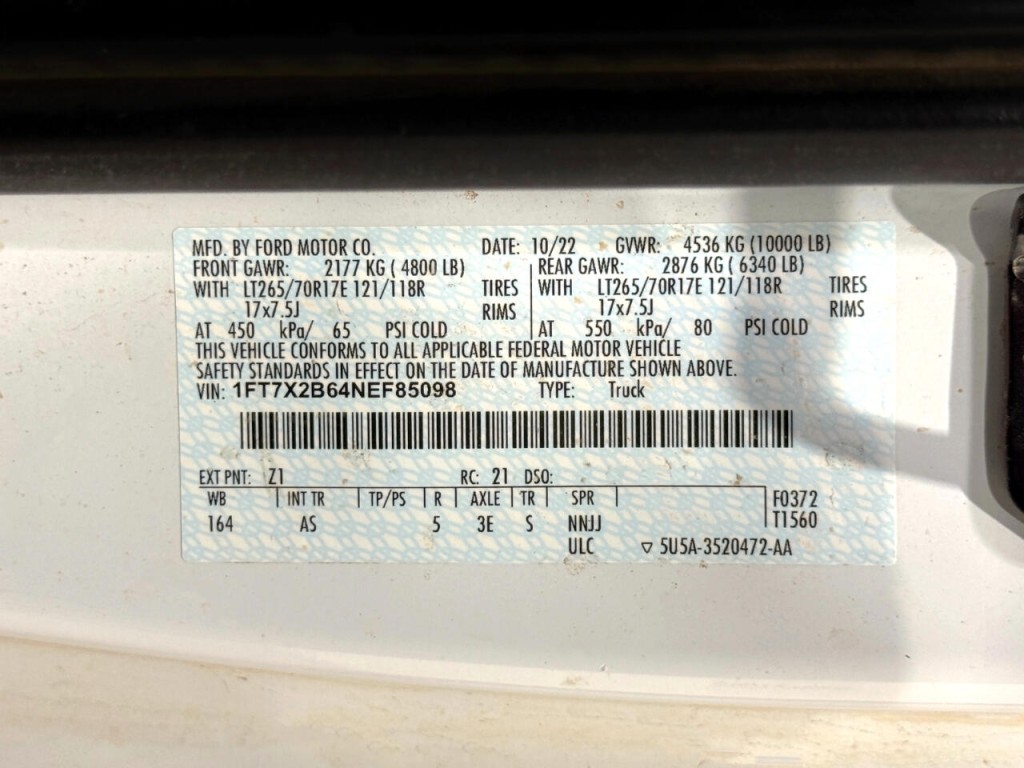 MFD. BY FORD MOTOR CO. DATE: 10/22 GVWR: 4536 KG (10000 LB)
FRONT GAWR: 2177 KG ( 4800 LB) REAR GAWR: 2876 KG ( 6340 LB)
WITH LT265/70R17E 121/118R TIRES WITH LT265/70R17E 121/118R TIRES
17x7.5J RIMS 17x7.5J RIMS
AT 450 kPa/ 65 PSI COLD AT 550 kPa/ 80 PSI COLD
THIS VEHICLE CONFORMS TO ALL APPLICABLE FEDERAL MOTOR VEHICLE
SAFETY STANDARDS IN EFFECT ON THE DATE OF MANUFACTURE SHOWN ABOVE.
VIN: 1FT7X2B64NEF85098 TYPE: Truck
EXT PNT: Z1 RC: 21 DSO:
WB INT TR TP/PS R AXLE TR SPR F0372
164 AS 5 3E S NNJJ T1560
ULC ▽ 5U5A-3520472-AA